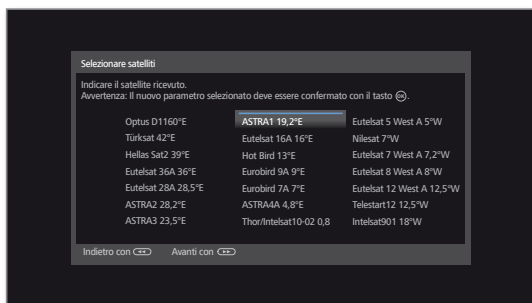 Selezionare satelliti
Indicare il satellite ricevuto.
Avvertenza: Il nuovo parametro selezionato deve essere confermato con il tasto OK.
Optus D1160°E
Türksat 42°E
Hellas Sat2 39°E
Eutelsat 36A 36°E
Eutelsat 28A 28,5°E
ASTRA2 28,2°E
ASTRA3 23,5°E
ASTRA1 19,2°E
Eutelsat 16A 16°E
Hot Bird 13°E
Eurobird 9A 9°E
Eurobird 7A 7°E
ASTRA4A 4,8°E
Thor/Intelsat10-02 0,8
Eutelsat 5 West A 5°W
Nilesat 7°W
Eutelsat 7 West A 7,2°W
Eutelsat 8 West A 8°W
Eutelsat 12 West A 12,5°W
Telestart12 12,5°W
Intelsat901 18°W
Indietro con ◄◄ Avanti con ►►